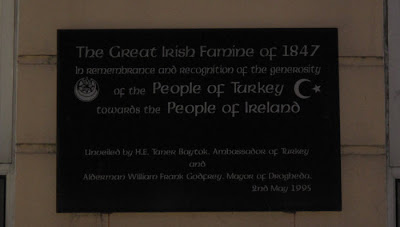 The Great Irish Famine of 1847
In remembrance and recognition of the generosity
of the People of Turkey
towards the People of Ireland
Unveiled by H.E. Taner Baytok, Ambassador of Turkey
and
Alderman William Frank Godfrey, Mayor of Drogheda.
2nd May 1995